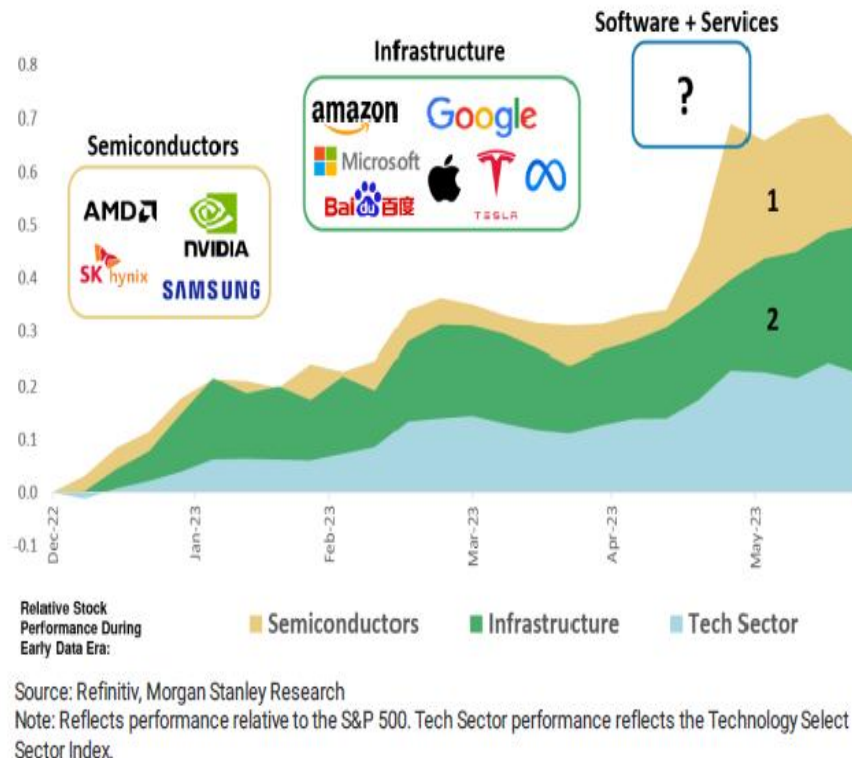 Software + Services
?
Infrastructure
amazon
Google
Microsoft
TESLA
Bai du 百度
Semiconductors
AMD
NVIDIA
SK hynix
SAMSUNG
0.8
0.7
0.6
0.5
0.4
0.3
0.2
0.1
0.0
-0.1
1
2
Dec-22
Jan-23
Feb-23
Mar-23
Apr-23
May-23
Relative Stock
Performance During
Early Data Era:
Semiconductors
Infrastructure
Tech Sector
Source: Refinitiv, Morgan Stanley Research
Note: Reflects performance relative to the S&P 500. Tech Sector performance reflects the Technology Select
Sector Index.